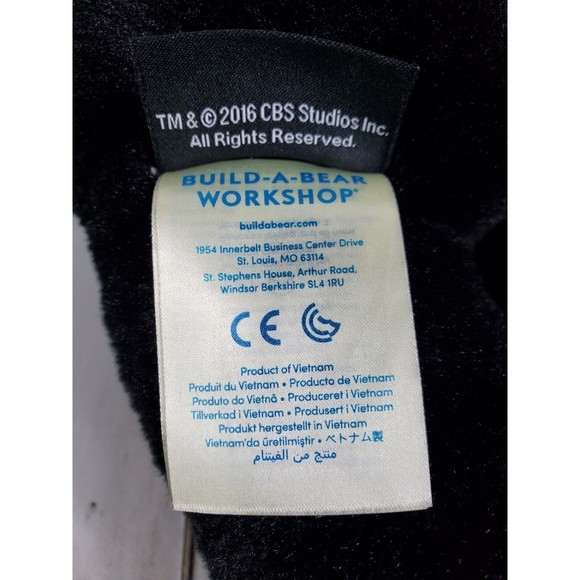 TM & © 2016 CBS Studios Inc.
All Rights Reserved.
BUILD-A-BEAR
WORKSHOP®
buildabear.com
1954 Innerbelt Business Center Drive
St. Louis, MO 63114
St. Stephens House, Arthur Road,
Windsor Berkshire SL4 1RU
CE
Product of Vietnam
Produit du Vietnam • Producto de Vietnam
Produto do Vietnã • Produceret i Vietnam
Tillverkad i Vietnam • Produsert i Vietnam
Produkt hergestellt in Vietnam
Vietnam'da üretilmiştir • ベトナム製
منتج من الفيتنام